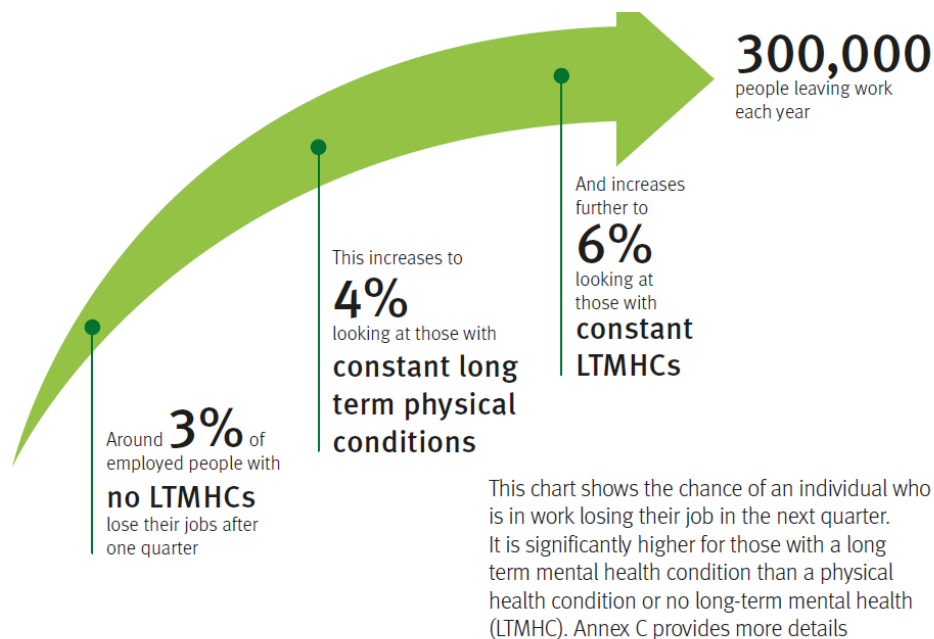 300,000
people leaving work
each year
And increases
further to
6%
looking at
those with
constant
LTMHCs
This increases to
4%
looking at those with
constant long
term physical
conditions
Around 3% of
employed people with
no LTMHCs
lose their jobs after
one quarter
This chart shows the chance of an individual who
is in work losing their job in the next quarter.
It is significantly higher for those with a long
term mental health condition than a physical
health condition or no long-term mental health
(LTMHC). Annex C provides more details